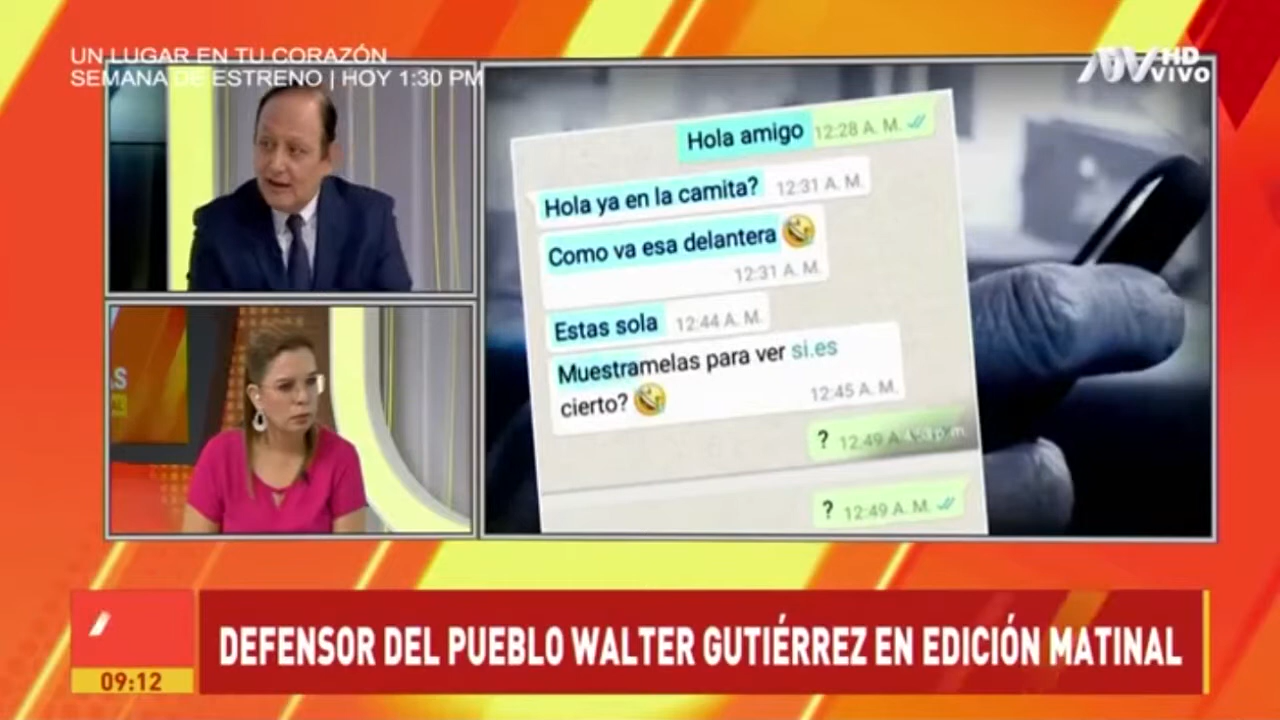 UN LUGAR EN TU CORAZÓN
SEMANA DE ESTRENO | HOY 1:30 PM
ATV HD
VIVO
Hola amigo 12:28 A. M.
Hola ya en la camita? 12:31 A. M.
Como va esa delantera 🤣
12:31 A. M.
Estas sola 12:44 A. M.
Muestramelas para ver si.es
cierto? 🤣 12:45 A. M.
? 12:49 A
? 12:49 A. M.
AS
DEFENSOR DEL PUEBLO WALTER GUTIÉRREZ EN EDICIÓN MATINAL
09:12